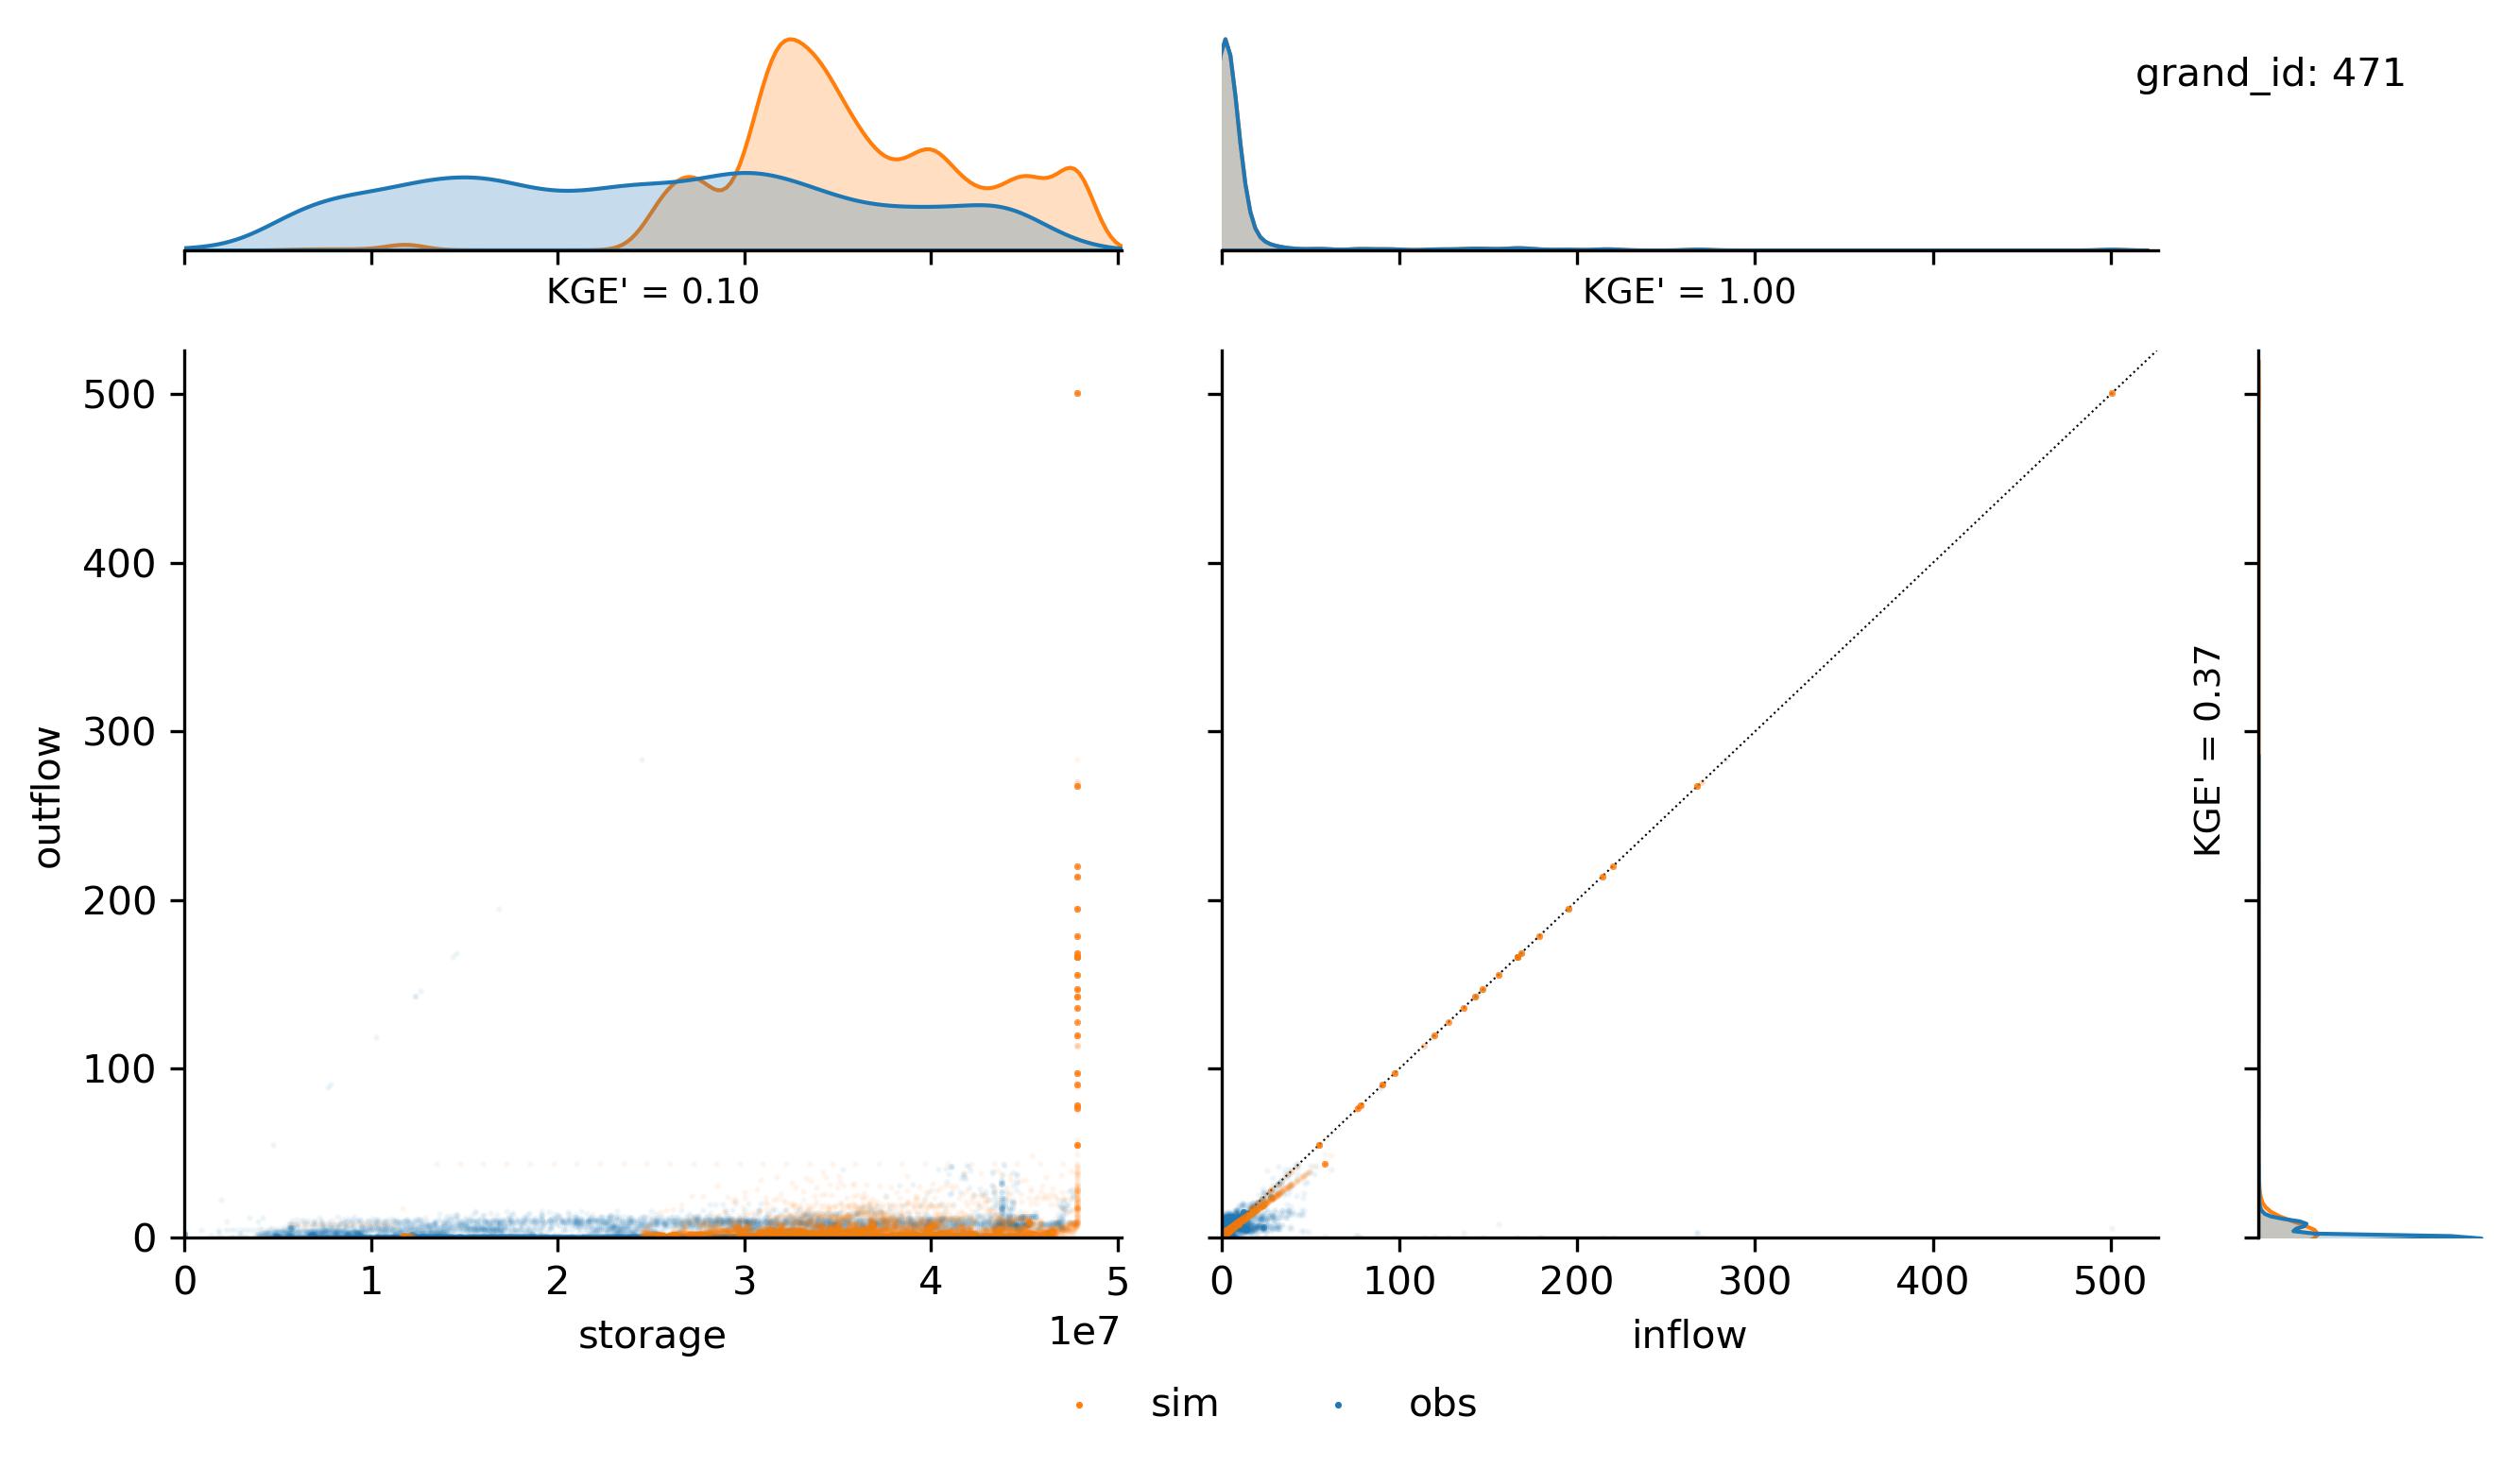 grand_id: 471
KGE' = 0.10
KGE' = 1.00
outflow
500
400
300
200
100
0
KGE' = 0.37
0 1 2 3 4 5
1e7
storage
0 100 200 300 400 500
inflow
sim obs